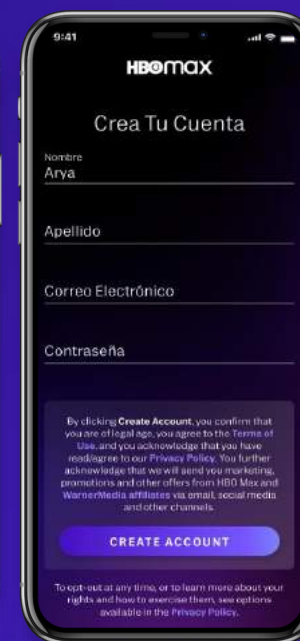 9:41
HBOmax
Crea Tu Cuenta
Nombre
Arya
Apellido
Correo Electrónico
Contraseña
By clicking Create Account, you confirm that
you are of legal age, you agree to the Terms of
Use, and you acknowledge that you have
read/agree to our Privacy Policy. You further
acknowledge that we will send you marketing,
promotions and other offers from HBO Max and
WarnerMedia affiliates via email, social media
and other channels.
CREATE ACCOUNT
To opt-out at any time, or to learn more about your
rights and how to exercise them, see options
available in the Privacy Policy.